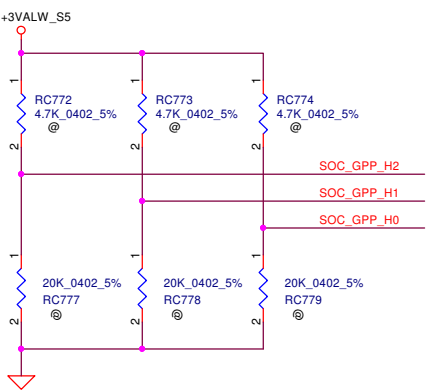 +3VALW_S5
1 1 1
RC772 RC773 RC774
4.7K_0402_5% 4.7K_0402_5% 4.7K_0402_5%
@ @ @
2 2 2
SOC_GPP_H2
SOC_GPP_H1
SOC_GPP_H0
1 1 1
20K_0402_5% 20K_0402_5% 20K_0402_5%
RC777 RC778 RC779
@ @ @
2 2 2